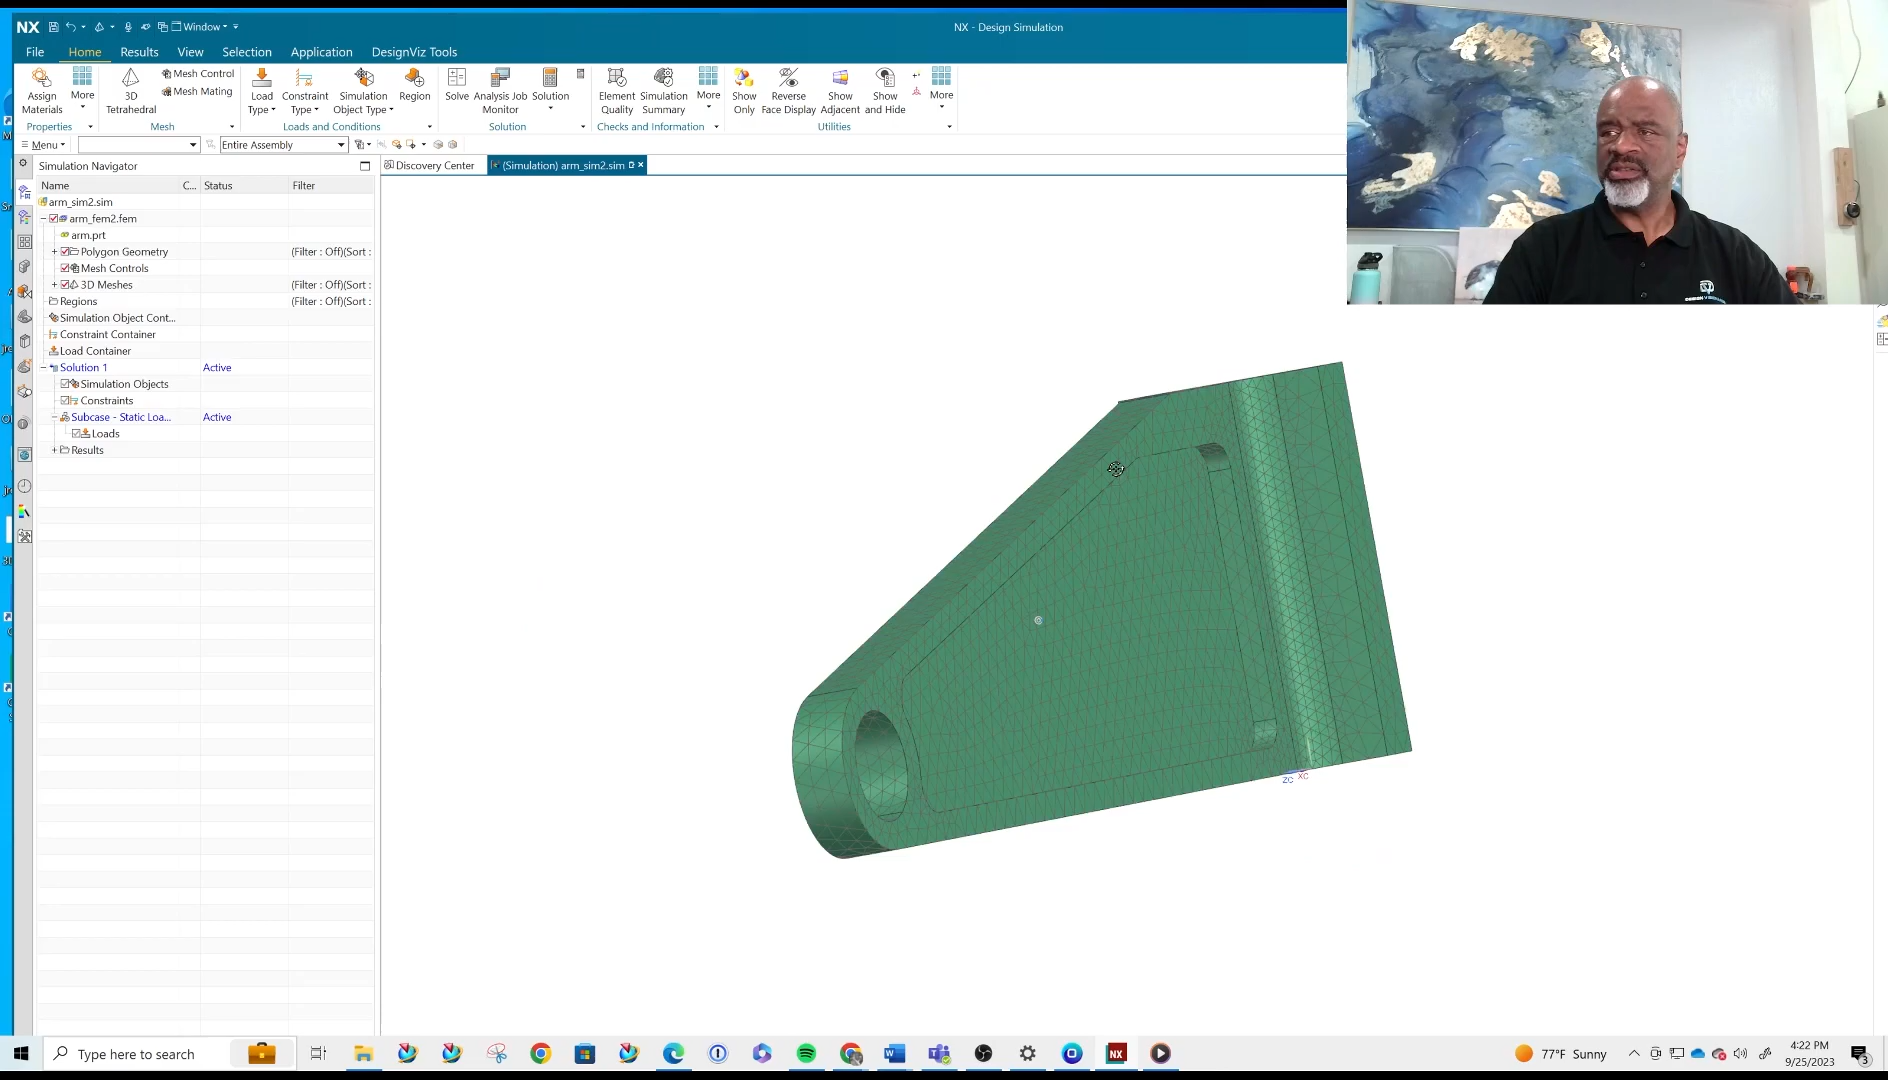 NX
Window
NX - Design Simulation
File Home Results View Selection Application DesignViz Tools
Assign Materials
More
3D Tetrahedral
Mesh Control
Mesh Mating
Load Type
Constraint Type
Simulation Object Type
Region
Solve
Analysis Job Monitor
Solution
Element Quality
Simulation Summary
More
Show Only
Reverse Face Display
Show Adjacent
Show and Hide
More
Properties Mesh Loads and Conditions Solution Checks and Information Utilities
Menu Entire Assembly
Simulation Navigator
Discovery Center (Simulation) arm_sim2.sim
Name C... Status Filter
arm_sim2.sim
arm_fem2.fem
arm.prt
Polygon Geometry (Filter : Off)(Sort :
Mesh Controls
3D Meshes (Filter : Off)(Sort :
Regions (Filter : Off)(Sort :
Simulation Object Cont...
Constraint Container
Load Container
Solution 1 Active
Simulation Objects
Constraints
Subcase - Static Loa... Active
Loads
Results
ZC XC
Type here to search
NX
77°F Sunny
4:22 PM
9/25/2023
3